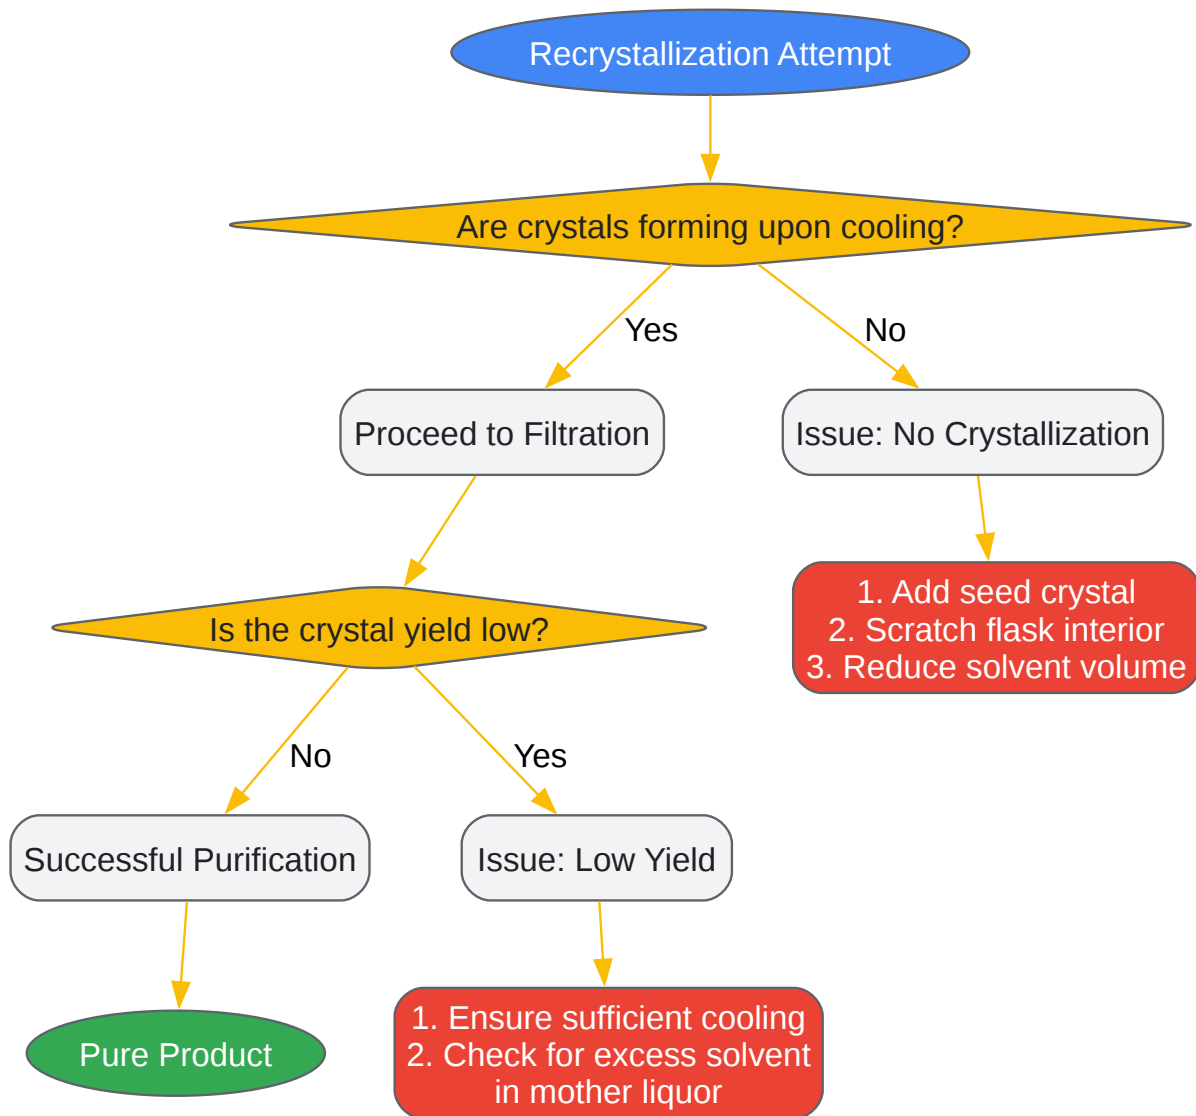 Recrystallization Attempt
Are crystals forming upon cooling?
Yes
No
Proceed to Filtration
Issue: No Crystallization
1. Add seed crystal
2. Scratch flask interior
3. Reduce solvent volume
Is the crystal yield low?
No
Yes
Successful Purification
Issue: Low Yield
Pure Product
1. Ensure sufficient cooling
2. Check for excess solvent
in mother liquor